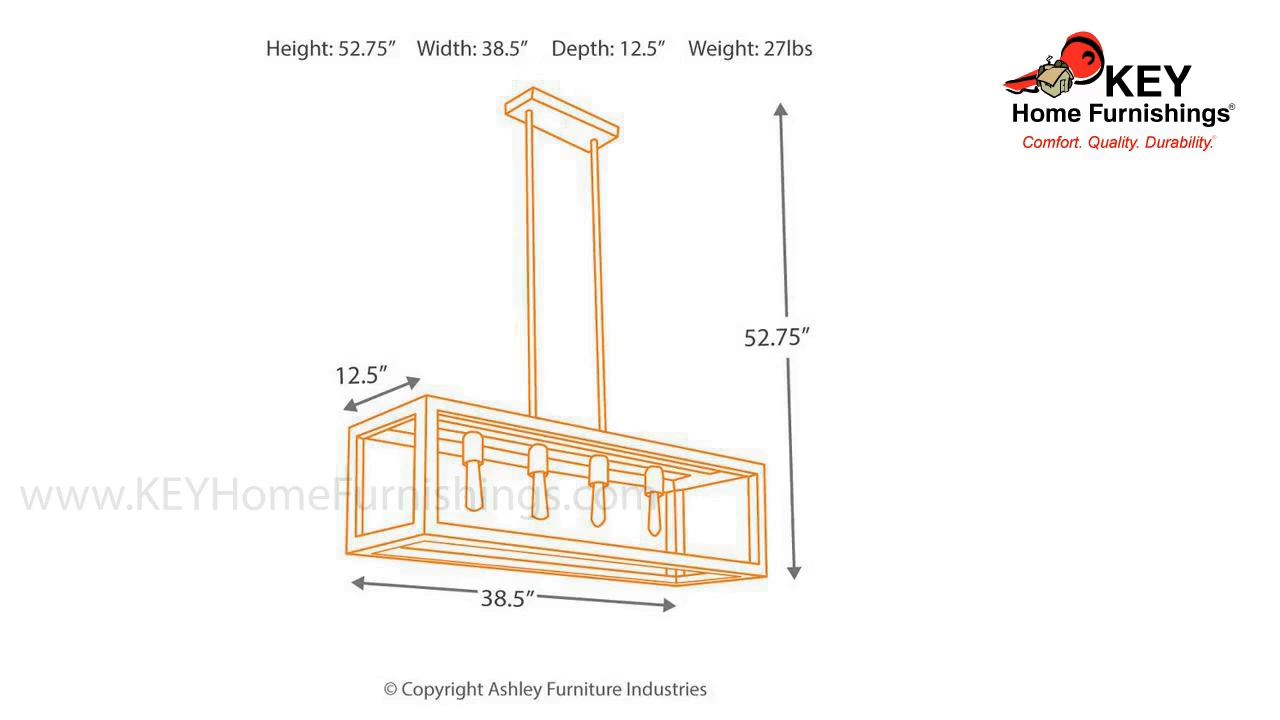 Height: 52.75” Width: 38.5” Depth: 12.5” Weight: 27lbs
KEY
Home Furnishings®
Comfort. Quality. Durability.®
52.75”
12.5”
www.KEYHomeFurnishings.com
38.5”
© Copyright Ashley Furniture Industries